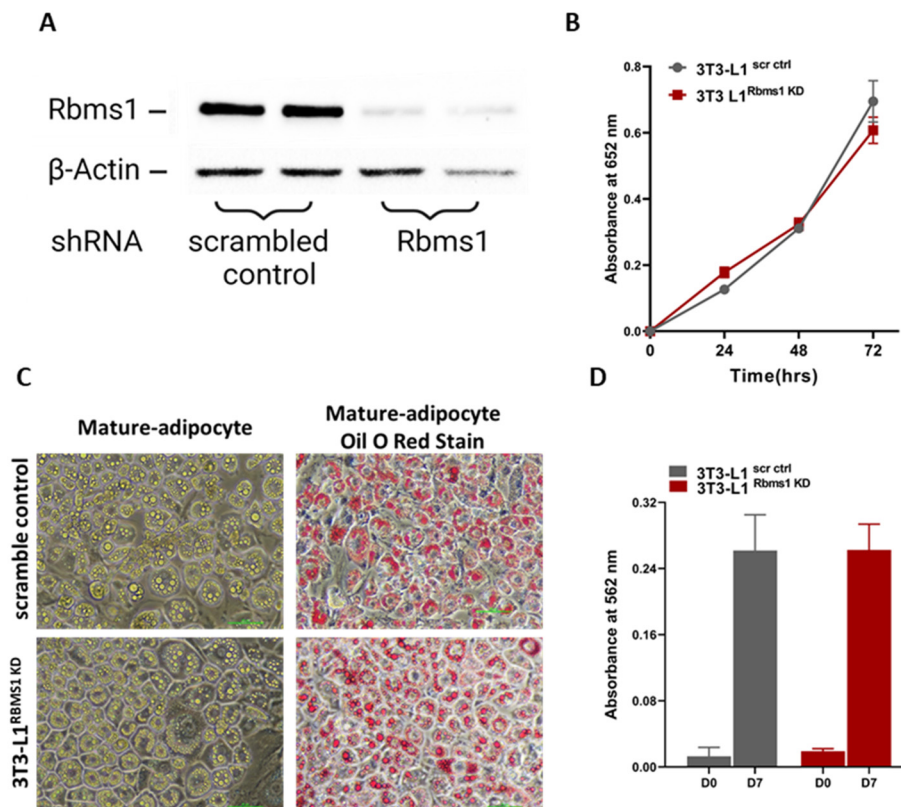 A
Rbms1 –
β-Actin –
shRNA scrambled control Rbms1
B
3T3-L1 scr ctrl
3T3 L1 Rbms1 KD
Absorbance at 652 nm
0.8
0.6
0.4
0.2
0.0
0 24 48 72
Time(hrs)
C
Mature-adipocyte
Mature-adipocyte
Oil O Red Stain
scramble control
3T3-L1 RBMS1 KD
D
3T3-L1 scr ctrl
3T3-L1 Rbms1 KD
Absorbance at 562 nm
0.32
0.24
0.16
0.08
0.00
D0 D7 D0 D7